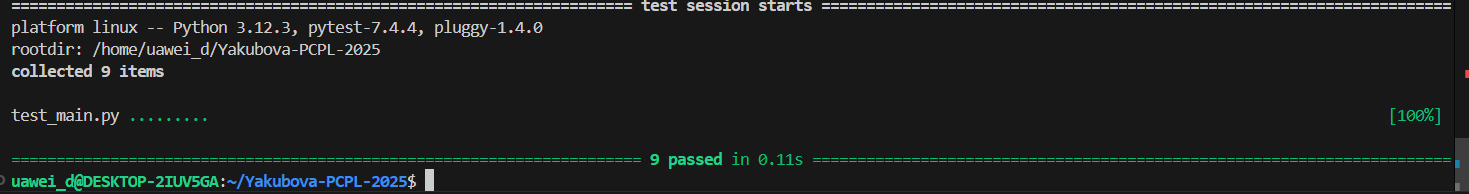 ============================= test session starts =============================
platform linux -- Python 3.12.3, pytest-7.4.4, pluggy-1.4.0
rootdir: /home/uawei_d/Yakubova-PCPL-2025
collected 9 items
test_main.py ......... [100%]
============================= 9 passed in 0.11s =============================
uawei_d@DESKTOP-2IUV5GA:~/Yakubova-PCPL-2025$